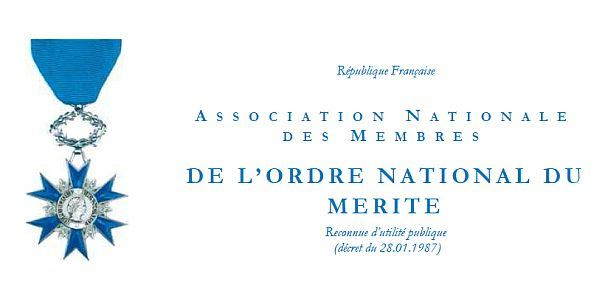 République Française
ASSOCIATION NATIONALE
DES MEMBRES
DE L'ORDRE NATIONAL DU
MERITE
Reconnue d'utilité publique
(décret du 28.01.1987)